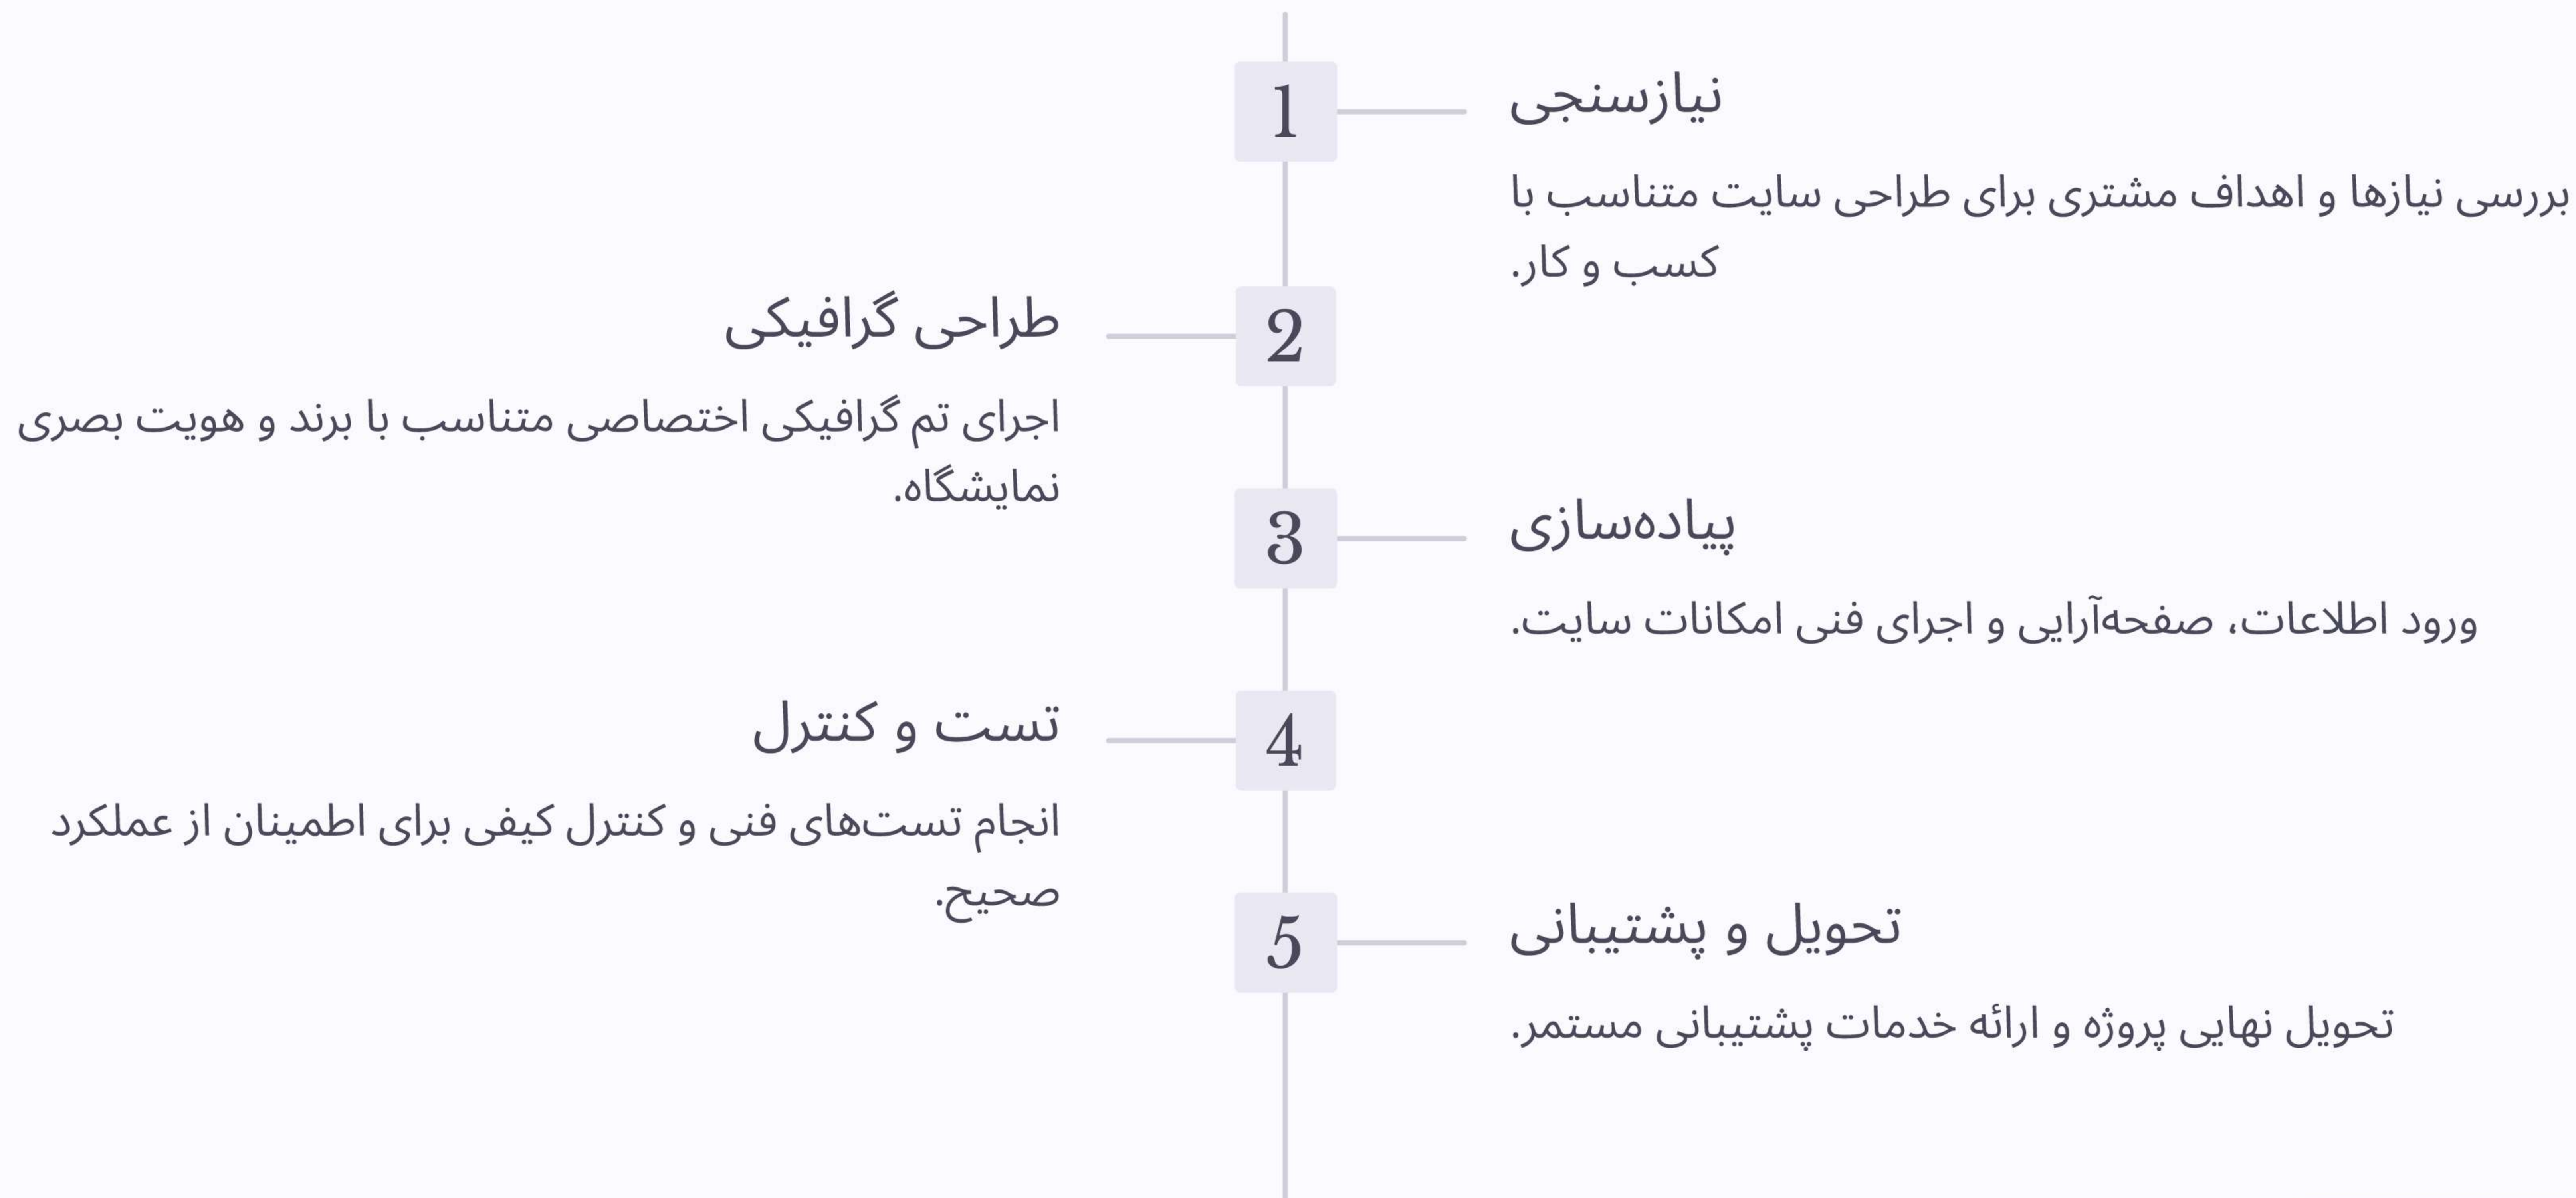 1
نیازسنجی
بررسی نیازها و اهداف مشتری برای طراحی سایت متناسب با
کسب و کار.
2
طراحی گرافیکی
اجرای تم گرافیکی اختصاصی متناسب با برند و هویت بصری
نمایشگاه.
3
پیاده‌سازی
ورود اطلاعات، صفحه‌آرایی و اجرای فنی امکانات سایت.
4
تست و کنترل
انجام تست‌های فنی و کنترل کیفی برای اطمینان از عملکرد
صحیح.
5
تحویل و پشتیبانی
تحویل نهایی پروژه و ارائه خدمات پشتیبانی مستمر.